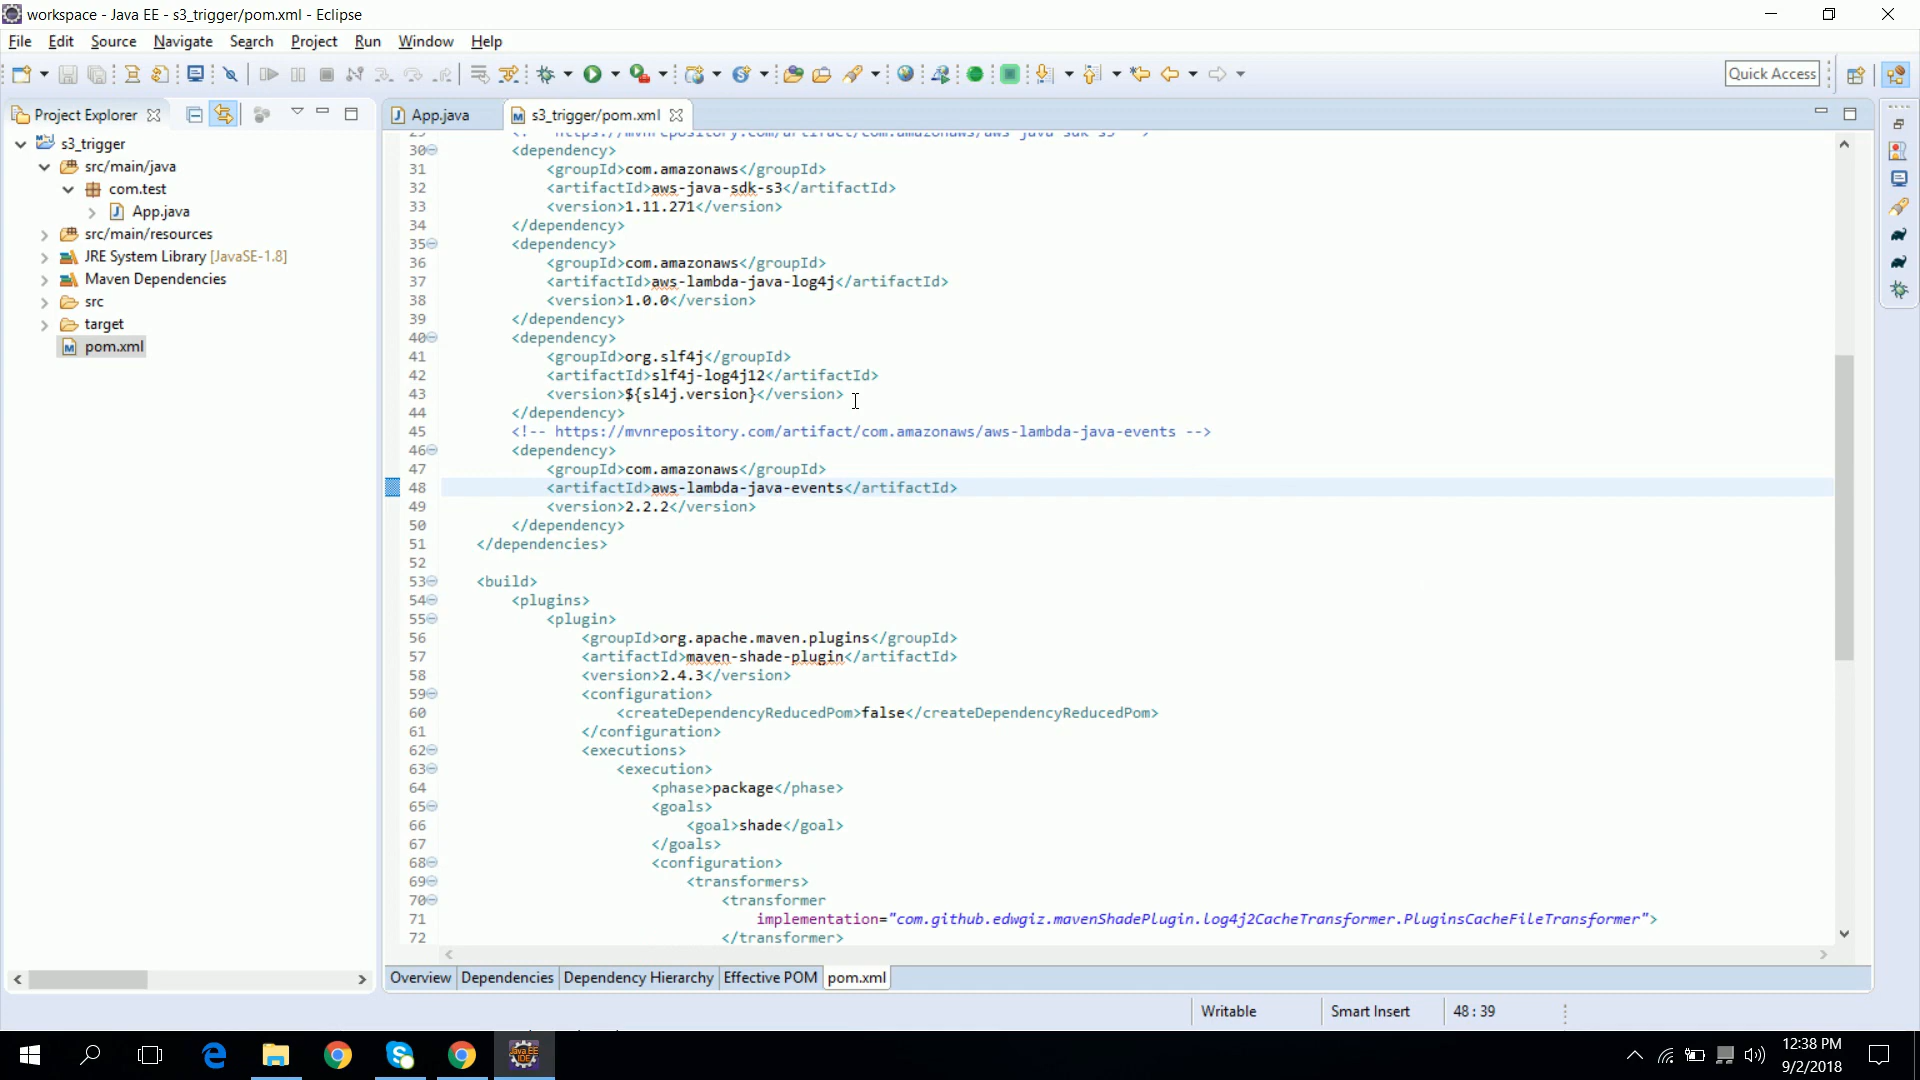 workspace - Java EE - s3_trigger/pom.xml - Eclipse
File Edit Source Navigate Search Project Run Window Help
Quick Access
Project Explorer
s3_trigger
src/main/java
com.test
App.java
src/main/resources
JRE System Library [JavaSE-1.8]
Maven Dependencies
src
target
pom.xml
App.java s3_trigger/pom.xml
29 <!-- https://mvnrepository.com/artifact/com.amazonaws/aws-java-sdk-s3 -->
30 <dependency>
31 <groupId>com.amazonaws</groupId>
32 <artifactId>aws-java-sdk-s3</artifactId>
33 <version>1.11.271</version>
34 </dependency>
35 <dependency>
36 <groupId>com.amazonaws</groupId>
37 <artifactId>aws-lambda-java-log4j</artifactId>
38 <version>1.0.0</version>
39 </dependency>
40 <dependency>
41 <groupId>org.slf4j</groupId>
42 <artifactId>slf4j-log4j12</artifactId>
43 <version>${sl4j.version}</version>
44 </dependency>
45 <!-- https://mvnrepository.com/artifact/com.amazonaws/aws-lambda-java-events -->
46 <dependency>
47 <groupId>com.amazonaws</groupId>
48 <artifactId>aws-lambda-java-events</artifactId>
49 <version>2.2.2</version>
50 </dependency>
51 </dependencies>
52
53 <build>
54 <plugins>
55 <plugin>
56 <groupId>org.apache.maven.plugins</groupId>
57 <artifactId>maven-shade-plugin</artifactId>
58 <version>2.4.3</version>
59 <configuration>
60 <createDependencyReducedPom>false</createDependencyReducedPom>
61 </configuration>
62 <executions>
63 <execution>
64 <phase>package</phase>
65 <goals>
66 <goal>shade</goal>
67 </goals>
68 <configuration>
69 <transformers>
70 <transformer
71 implementation="com.github.edwgiz.mavenShadePlugin.log4j2CacheTransformer.PluginsCacheFileTransformer">
72 </transformer>
Overview Dependencies Dependency Hierarchy Effective POM pom.xml
Writable Smart Insert 48 : 39
12:38 PM
9/2/2018